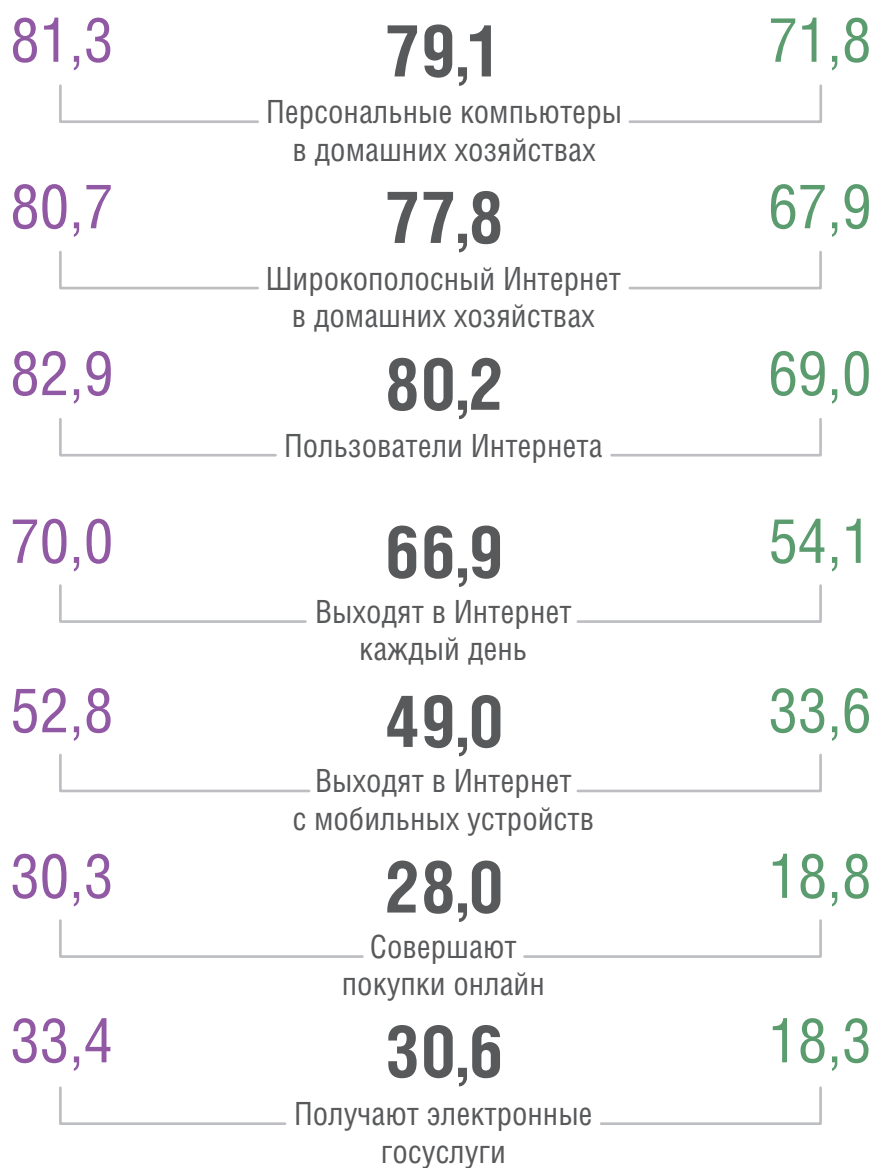 81,3 79,1 71,8
Персональные компьютеры
в домашних хозяйствах
80,7 77,8 67,9
Широкополосный Интернет
в домашних хозяйствах
82,9 80,2 69,0
Пользователи Интернета
70,0 66,9 54,1
Выходят в Интернет
каждый день
52,8 49,0 33,6
Выходят в Интернет
с мобильных устройств
30,3 28,0 18,8
Совершают
покупки онлайн
33,4 30,6 18,3
Получают электронные
госуслуги